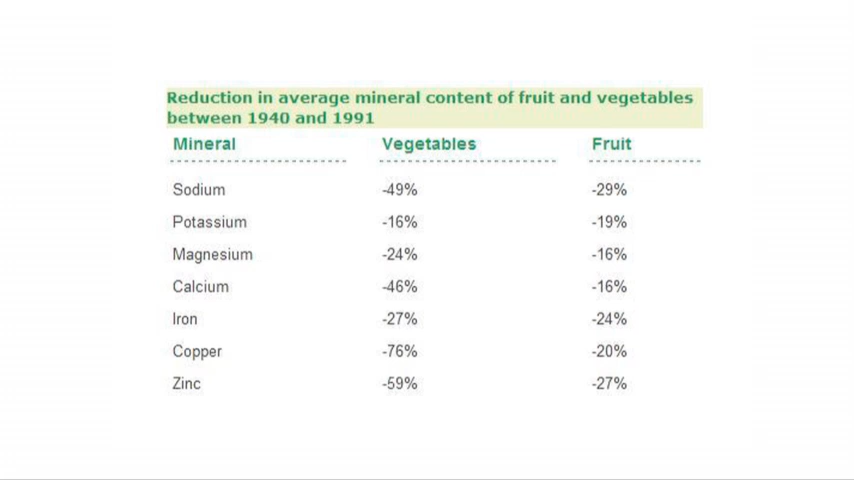 Reduction in average mineral content of fruit and vegetables
between 1940 and 1991
Mineral Vegetables Fruit
Sodium -49% -29%
Potassium -16% -19%
Magnesium -24% -16%
Calcium -46% -16%
Iron -27% -24%
Copper -76% -20%
Zinc -59% -27%